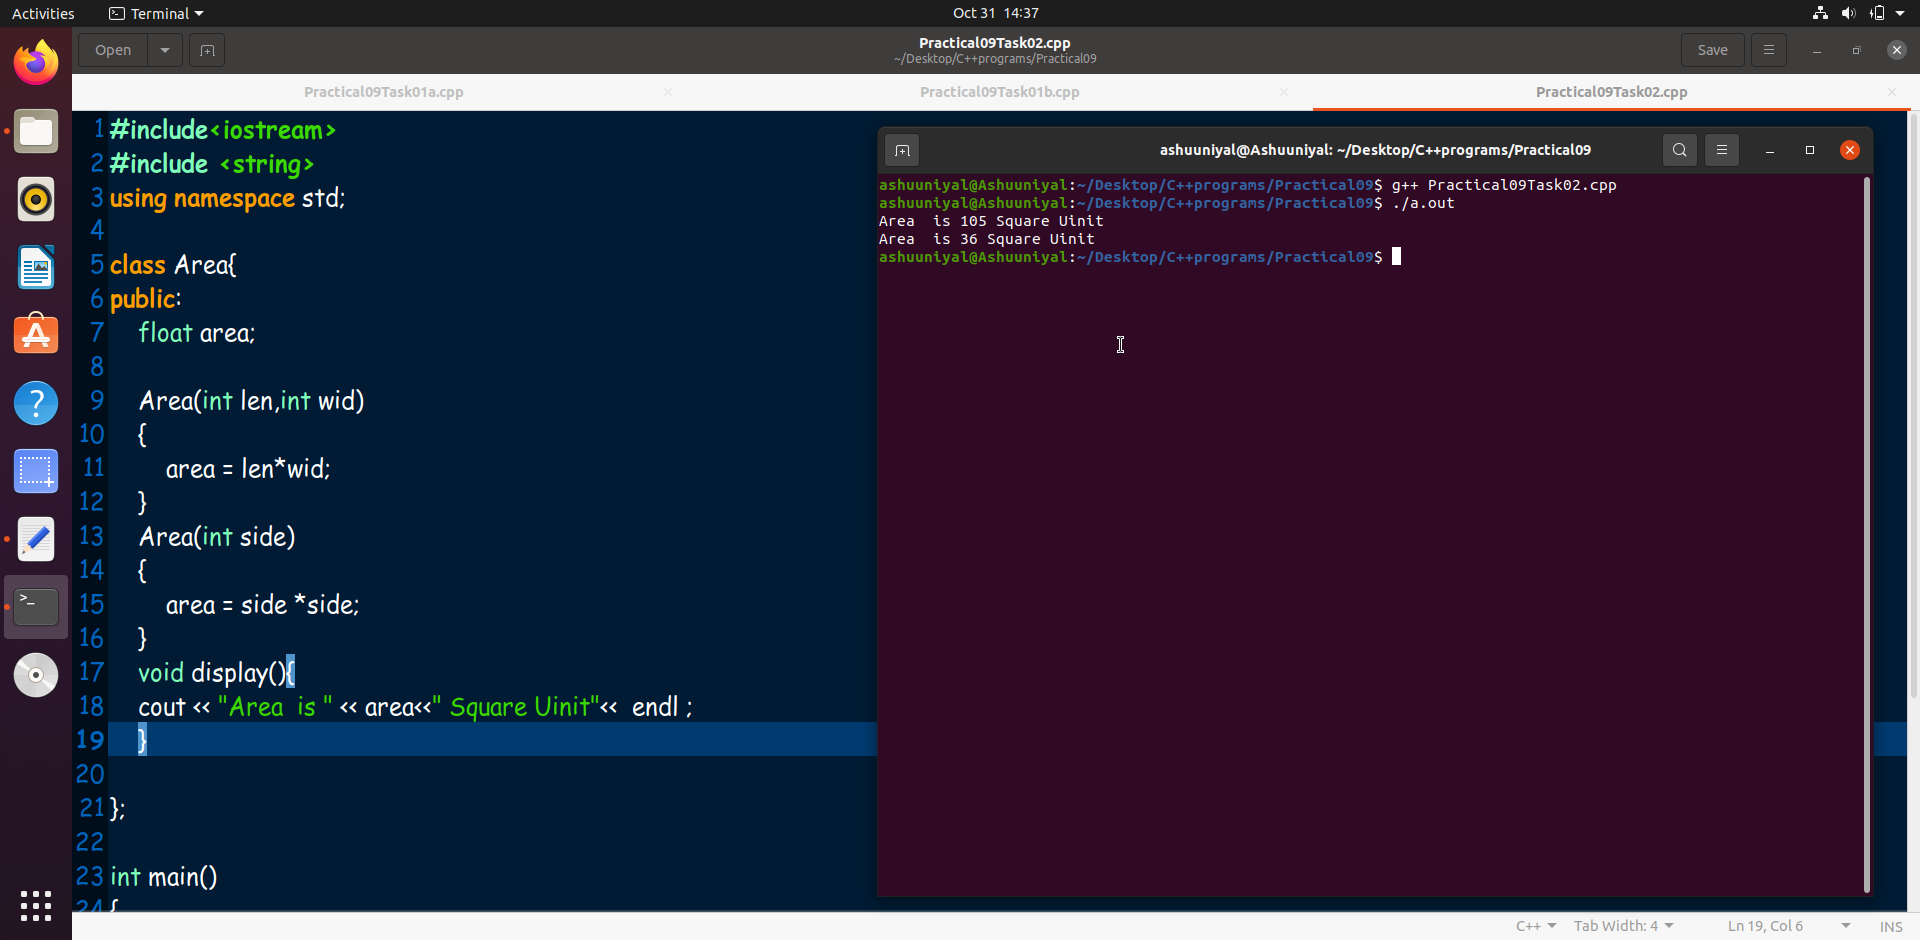 Activities
Terminal
Oct 31 14:37
Open
Practical09Task02.cpp
~/Desktop/C++programs/Practical09
Save
Practical09Task01a.cpp
Practical09Task01b.cpp
Practical09Task02.cpp
1 #include<iostream>
2 #include <string>
3 using namespace std;
4
5 class Area{
6 public:
7 float area;
8
9 Area(int len,int wid)
10 {
11 area = len*wid;
12 }
13 Area(int side)
14 {
15 area = side *side;
16 }
17 void display(){
18 cout << "Area  is " << area<<" Square Uinit"<<  endl ;
19 }
20
21 };
22
23 int main()
24 {
ashuuniyal@Ashuuniyal: ~/Desktop/C++programs/Practical09
ashuuniyal@Ashuuniyal:~/Desktop/C++programs/Practical09$ g++ Practical09Task02.cpp
ashuuniyal@Ashuuniyal:~/Desktop/C++programs/Practical09$ ./a.out
Area  is 105 Square Uinit
Area  is 36 Square Uinit
ashuuniyal@Ashuuniyal:~/Desktop/C++programs/Practical09$
C++
Tab Width: 4
Ln 19, Col 6
INS